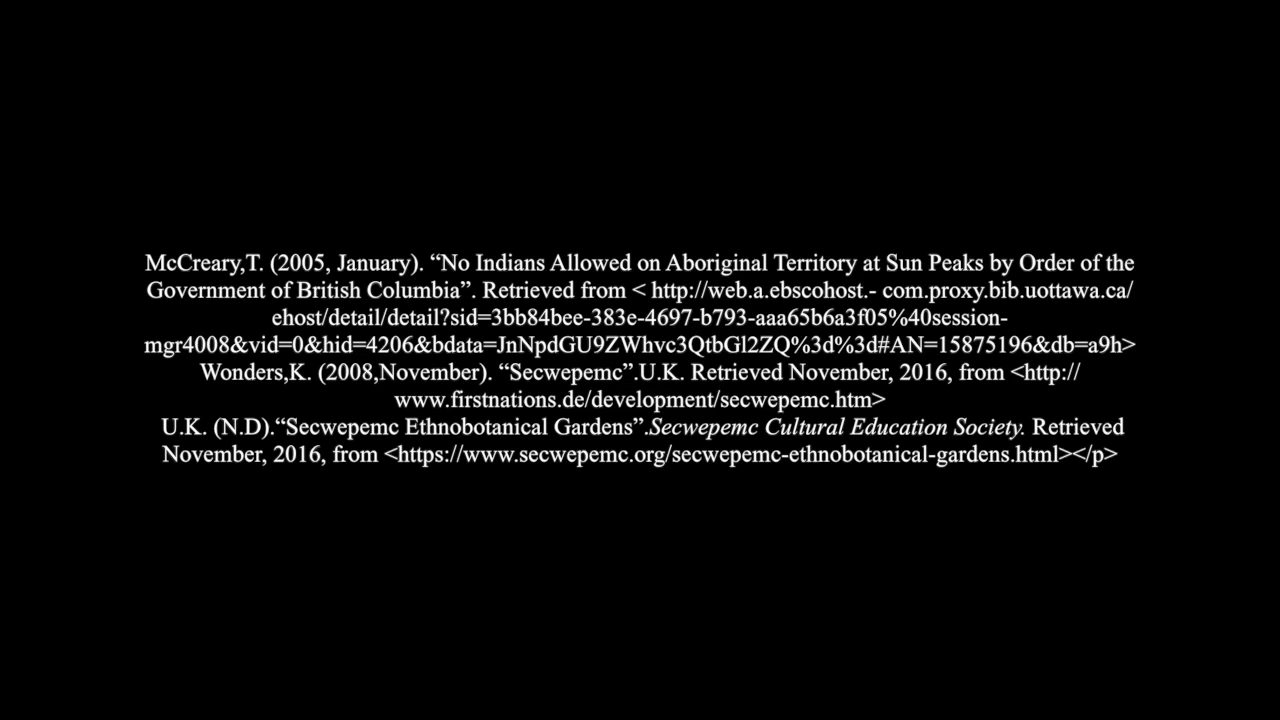 McCreary,T. (2005, January). “No Indians Allowed on Aboriginal Territory at Sun Peaks by Order of the
Government of British Columbia”. Retrieved from < http://web.a.ebscohost.- com.proxy.bib.uottawa.ca/
ehost/detail/detail?sid=3bb84bee-383e-4697-b793-aaa65b6a3f05%40session-
mgr4008&vid=0&hid=4206&bdata=JnNpdGU9ZWhvc3QtbGl2ZQ%3d%3d#AN=15875196&db=a9h>
Wonders,K. (2008,November). “Secwepemc”.U.K. Retrieved November, 2016, from <http://
www.firstnations.de/development/secwepemc.htm>
U.K. (N.D).“Secwepemc Ethnobotanical Gardens”.Secwepemc Cultural Education Society. Retrieved
November, 2016, from <https://www.secwepemc.org/secwepemc-ethnobotanical-gardens.html></p>